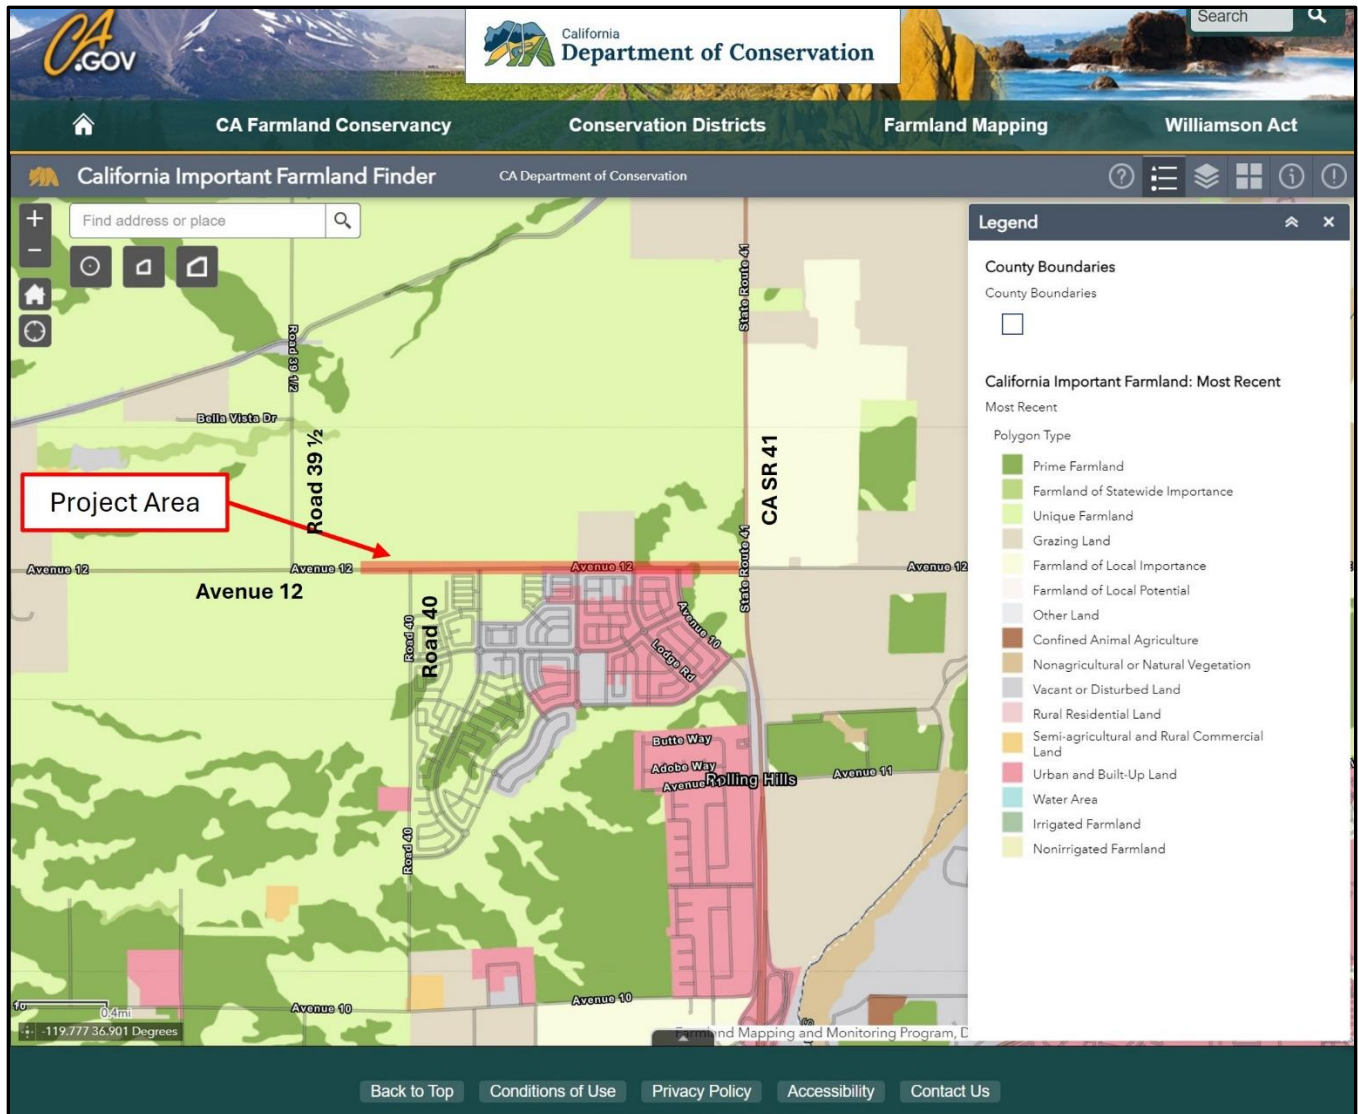 CA
.GOV
California
Department of Conservation
Search
CA Farmland Conservancy
Conservation Districts
Farmland Mapping
Williamson Act
California Important Farmland Finder
CA Department of Conservation
+
Find address or place
−
Legend
County Boundaries
County Boundaries
California Important Farmland: Most Recent
Most Recent
Polygon Type
Prime Farmland
Farmland of Statewide Importance
Unique Farmland
Grazing Land
Farmland of Local Importance
Farmland of Local Potential
Other Land
Confined Animal Agriculture
Nonagricultural or Natural Vegetation
Vacant or Disturbed Land
Rural Residential Land
Semi-agricultural and Rural Commercial
Land
Urban and Built-Up Land
Water Area
Irrigated Farmland
Nonirrigated Farmland
State Route 41
Road 39 1/2
Bella Vista Dr
Road 39 ½
CA SR 41
Project Area
State Route 41
Avenue 12
Avenue 12
Avenue 12
Avenue 12
Avenue 12
Road 40
Road 40
Avenue 10
Lodge Rd
Butte Way
Adobe Way
Rolling Hills
Avenue 11
Road 40
0.4mi
Avenue 10
Avenue 10
-119.777 36.901 Degrees
Farmland Mapping and Monitoring Program, D
Back to Top
Conditions of Use
Privacy Policy
Accessibility
Contact Us